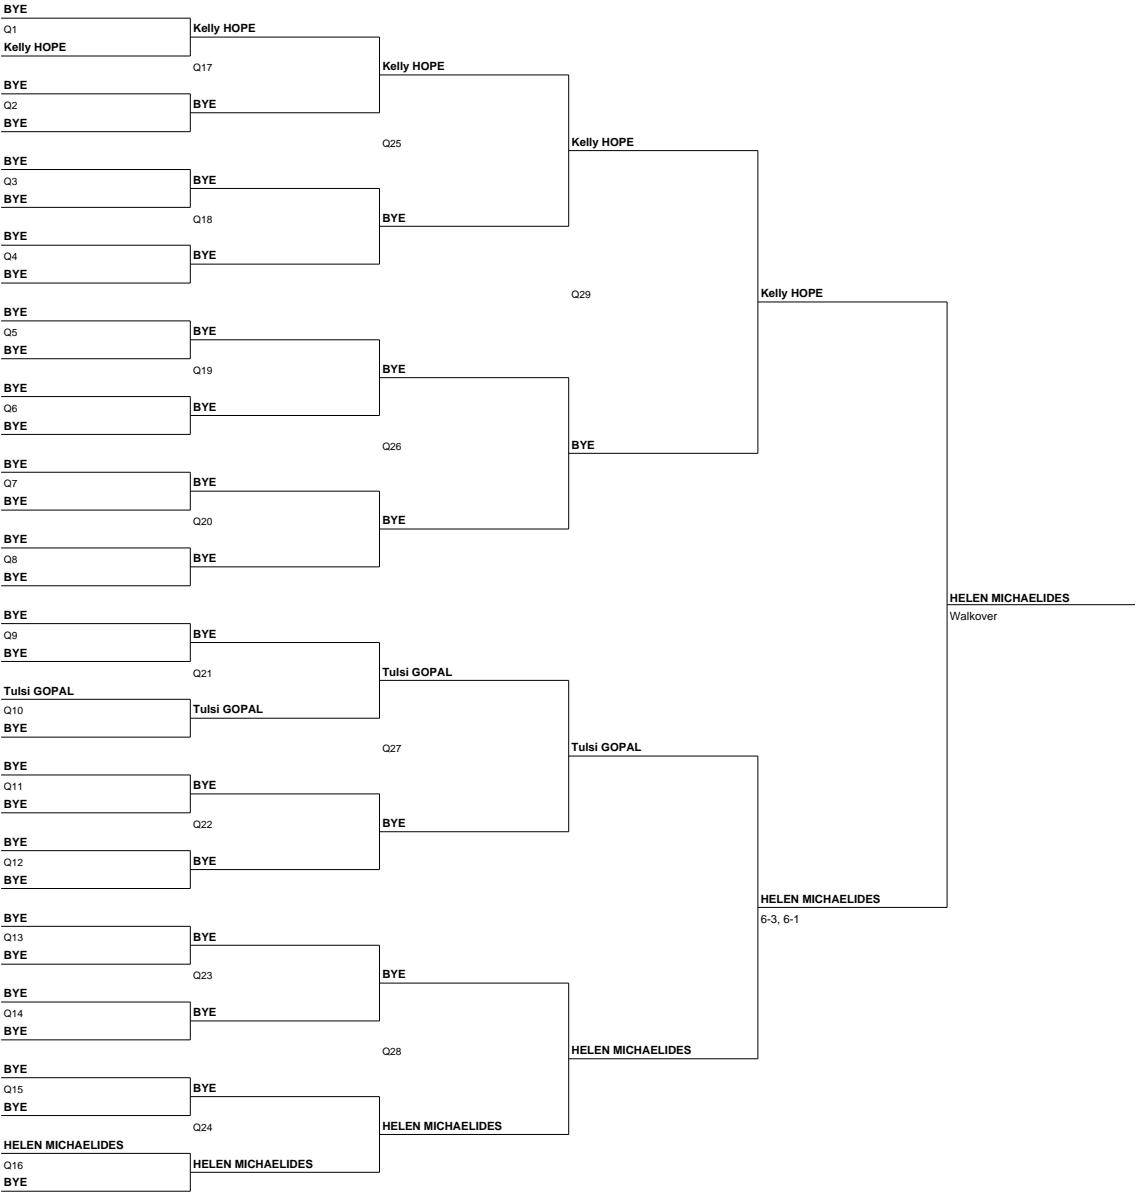 BYE
Q1
Kelly HOPE
BYE
Q2
BYE
BYE
Q3
BYE
BYE
Q4
BYE
BYE
Q5
BYE
BYE
Q6
BYE
BYE
Q7
BYE
BYE
Q8
BYE
BYE
Q9
BYE
Tulsi GOPAL
Q10
BYE
BYE
Q11
BYE
BYE
Q12
BYE
BYE
Q13
BYE
BYE
Q14
BYE
BYE
Q15
BYE
HELEN MICHAELIDES
Q16
BYE
Kelly HOPE
Q17
BYE
BYE
Q18
BYE
BYE
Q19
BYE
BYE
Q20
BYE
BYE
Q21
Tulsi GOPAL
BYE
Q22
BYE
BYE
Q23
BYE
BYE
Q24
HELEN MICHAELIDES
Kelly HOPE
Q25
BYE
BYE
Q26
BYE
Tulsi GOPAL
Q27
BYE
BYE
Q28
HELEN MICHAELIDES
Kelly HOPE
Q29
BYE
Tulsi GOPAL
HELEN MICHAELIDES
Kelly HOPE
HELEN MICHAELIDES
6-3, 6-1
HELEN MICHAELIDES
Walkover